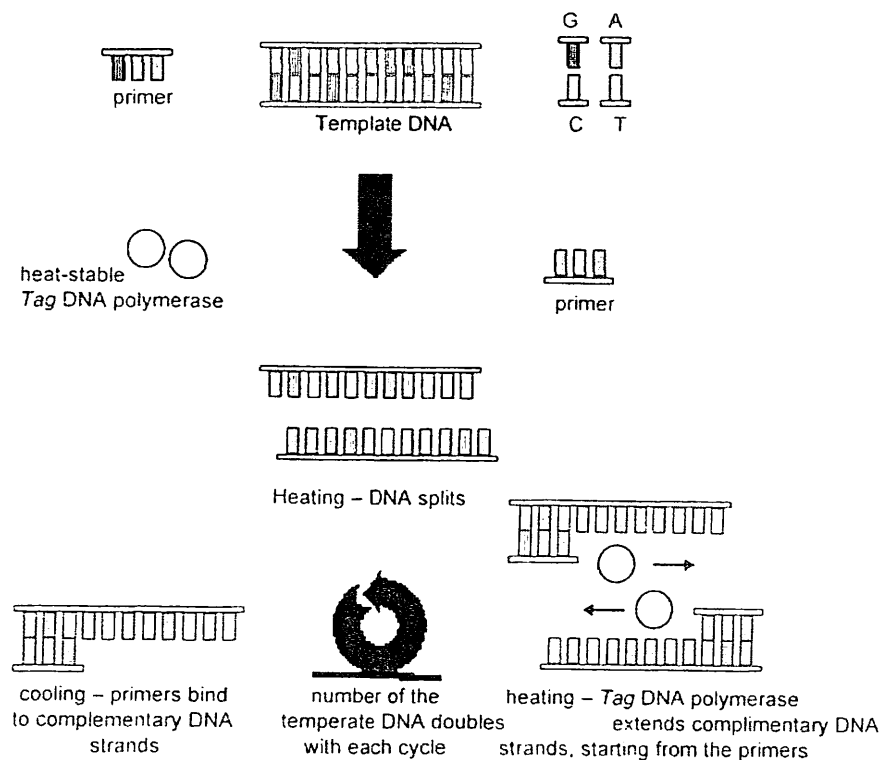 G A
primer
Template DNA
C T
heat-stable
Tag DNA polymerase
primer
Heating – DNA splits
cooling – primers bind
to complementary DNA
strands
number of the
temperate DNA doubles
with each cycle
heating – Tag DNA polymerase
extends complimentary DNA
strands, starting from the primers